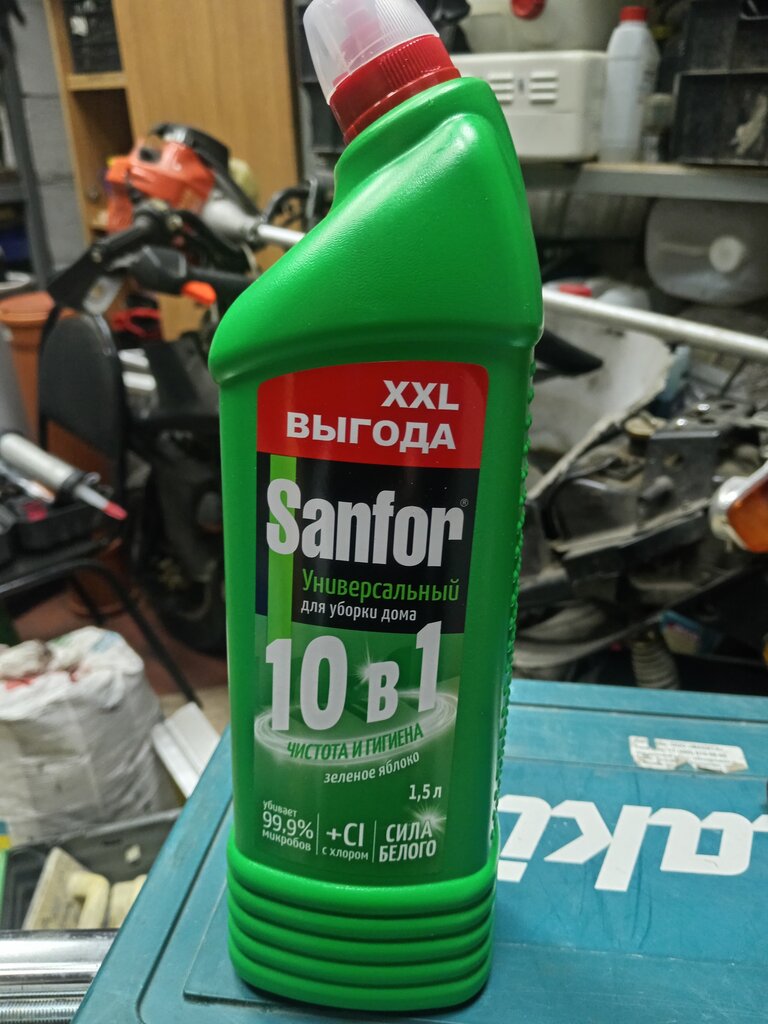 XXL
ВЫГОДА
Sanfor®
Универсальный
для уборки дома
10 в 1
ЧИСТОТА И ГИГИЕНА
зеленое яблоко
1,5 л
убивает
99,9%
микробов
+Cl
с хлором
СИЛА
БЕЛОГО